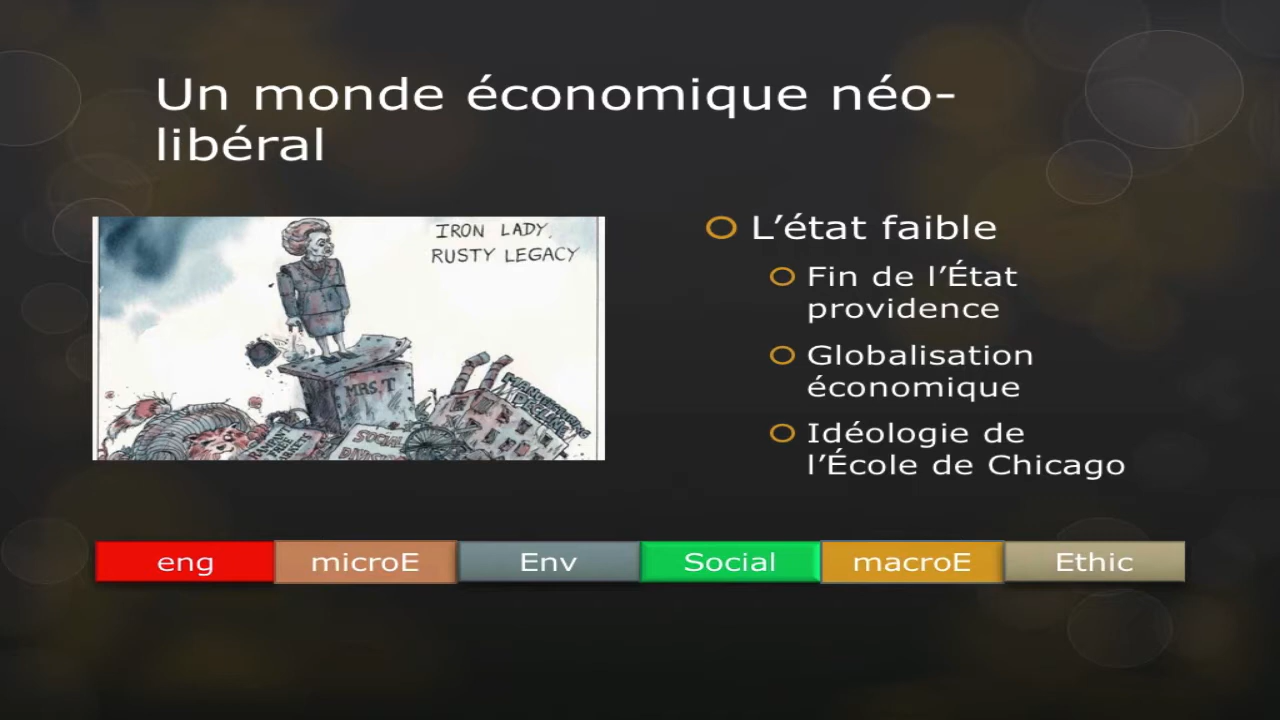 Un monde économique néo-
libéral
IRON LADY,
RUSTY LEGACY
MRS. T
SOCIAL
L’état faible
Fin de l’État
providence
Globalisation
économique
Idéologie de
l’École de Chicago
eng
microE
Env
Social
macroE
Ethic